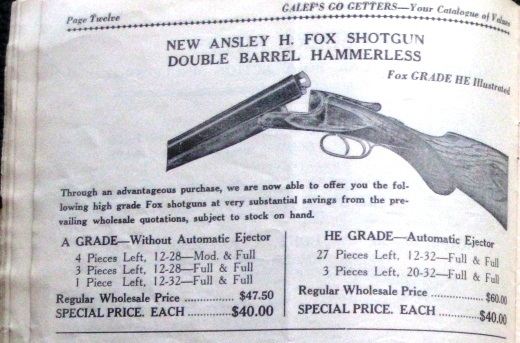 Page Twelve
GALEF'S GO GETTERS—Your Catalogue of Values
NEW ANSLEY H. FOX SHOTGUN
DOUBLE BARREL HAMMERLESS
Fox GRADE HE Illustrated
Through an advantageous purchase, we are now able to offer you the fol-
lowing high grade Fox shotguns at very substantial savings from the pre-
vailing wholesale quotations, subject to stock on hand.
A GRADE—Without Automatic Ejector
4 Pieces Left, 12-28—Mod. & Full
3 Pieces Left, 12-28—Full & Full
1 Piece Left, 12-32—Full & Full
Regular Wholesale Price .............. $47.50
SPECIAL PRICE. EACH ...........$40.00
HE GRADE—Automatic Ejector
27 Pieces Left, 12-32—Full & Full
3 Pieces Left, 20-32—Full & Full
Regular Wholesale Price .............. $60.00
SPECIAL PRICE. EACH ...........$40.00